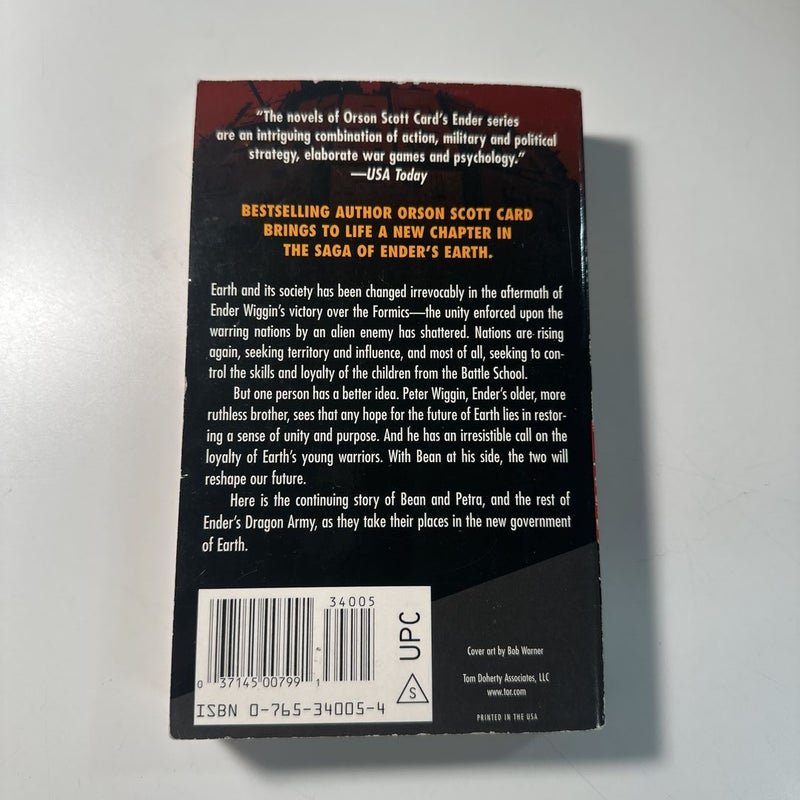 "The novels of Orson Scott Card's Ender series
are an intriguing combination of action, military and political
strategy, elaborate war games and psychology."
—USA Today
BESTSELLING AUTHOR ORSON SCOTT CARD
BRINGS TO LIFE A NEW CHAPTER IN
THE SAGA OF ENDER'S EARTH.
Earth and its society has been changed irrevocably in the aftermath of
Ender Wiggin's victory over the Formics—the unity enforced upon the
warring nations by an alien enemy has shattered. Nations are rising
again, seeking territory and influence, and most of all, seeking to con-
trol the skills and loyalty of the children from the Battle School.
But one person has a better idea. Peter Wiggin, Ender's older, more
ruthless brother, sees that any hope for the future of Earth lies in restor-
ing a sense of unity and purpose. And he has an irresistible call on the
loyalty of Earth's young warriors. With Bean at his side, the two will
reshape our future.
Here is the continuing story of Bean and Petra, and the rest of
Ender's Dragon Army, as they take their places in the new government
of Earth.
34005
0 37145 00799 1
ISBN 0-765-34005-4
UPC
S
Cover art by Bob Warner
Tom Doherty Associates, LLC
www.tor.com
PRINTED IN THE USA